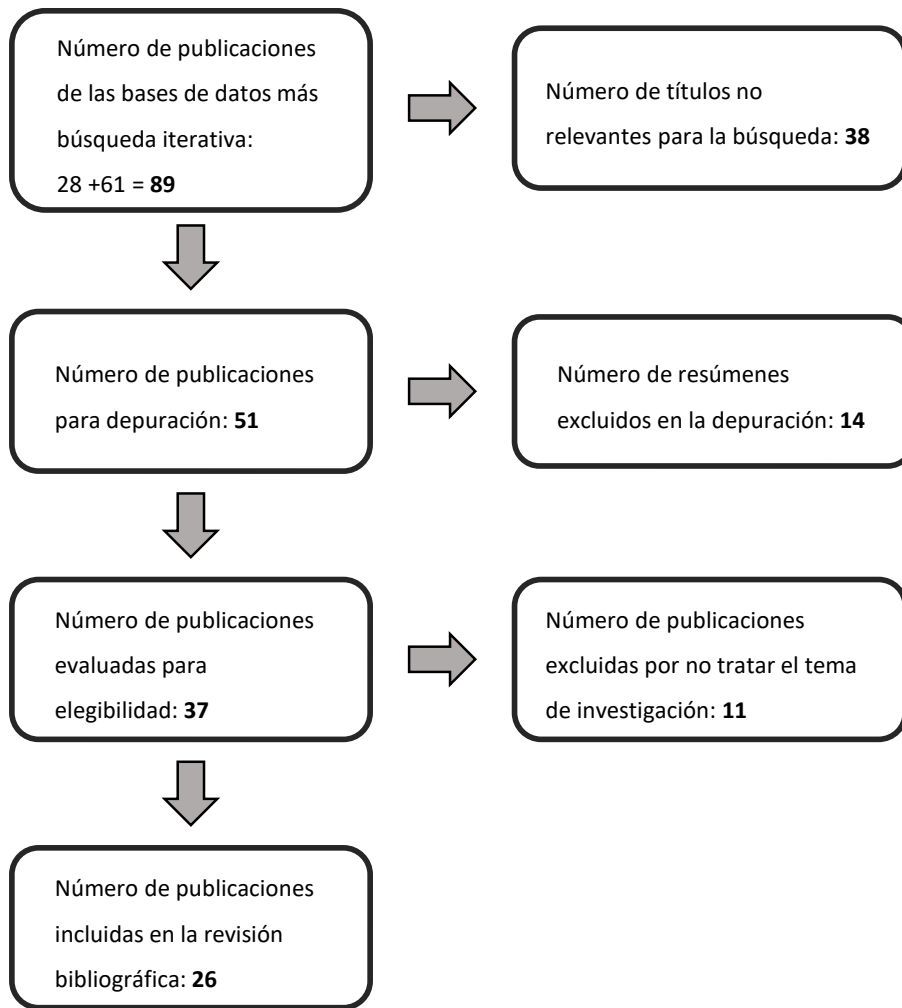 Número de publicaciones
de las bases de datos más
búsqueda iterativa:
28 +61 = 89
Número de títulos no
relevantes para la búsqueda: 38
Número de publicaciones
para depuración: 51
Número de resúmenes
excluidos en la depuración: 14
Número de publicaciones
evaluadas para
elegibilidad: 37
Número de publicaciones
excluidas por no tratar el tema
de investigación: 11
Número de publicaciones
incluidas en la revisión
bibliográfica: 26